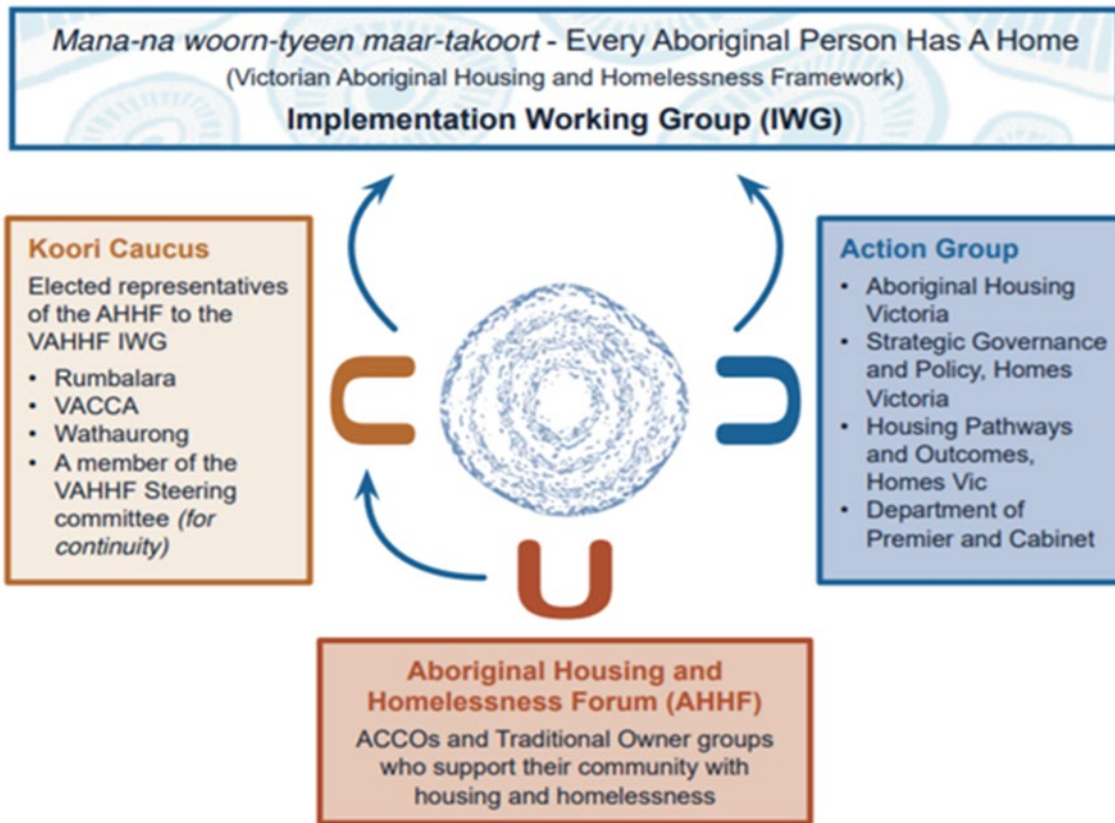 Mana-na woorn-tyeen maar-takoort - Every Aboriginal Person Has A Home
(Victorian Aboriginal Housing and Homelessness Framework)
Implementation Working Group (IWG)
Koori Caucus
Elected representatives
of the AHHF to the
VAHHF IWG
• Rumbalara
• VACCA
• Wathaurong
• A member of the
VAHHF Steering
committee (for
continuity)
Action Group
• Aboriginal Housing
Victoria
• Strategic Governance
and Policy, Homes
Victoria
• Housing Pathways
and Outcomes,
Homes Vic
• Department of
Premier and Cabinet
Aboriginal Housing and
Homelessness Forum (AHHF)
ACCOs and Traditional Owner groups
who support their community with
housing and homelessness